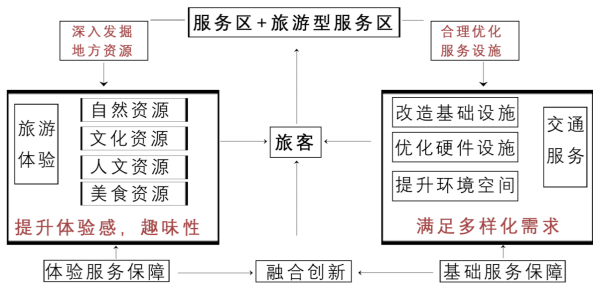 深入发掘
地方资源
服务区+旅游型服务区
合理优化
服务设施
旅游
体验
自然资源
文化资源
人文资源
美食资源
提升体验感，趣味性
旅客
改造基础设施
优化硬件设施
提升环境空间
交通
服务
满足多样化需求
体验服务保障
融合创新
基础服务保障